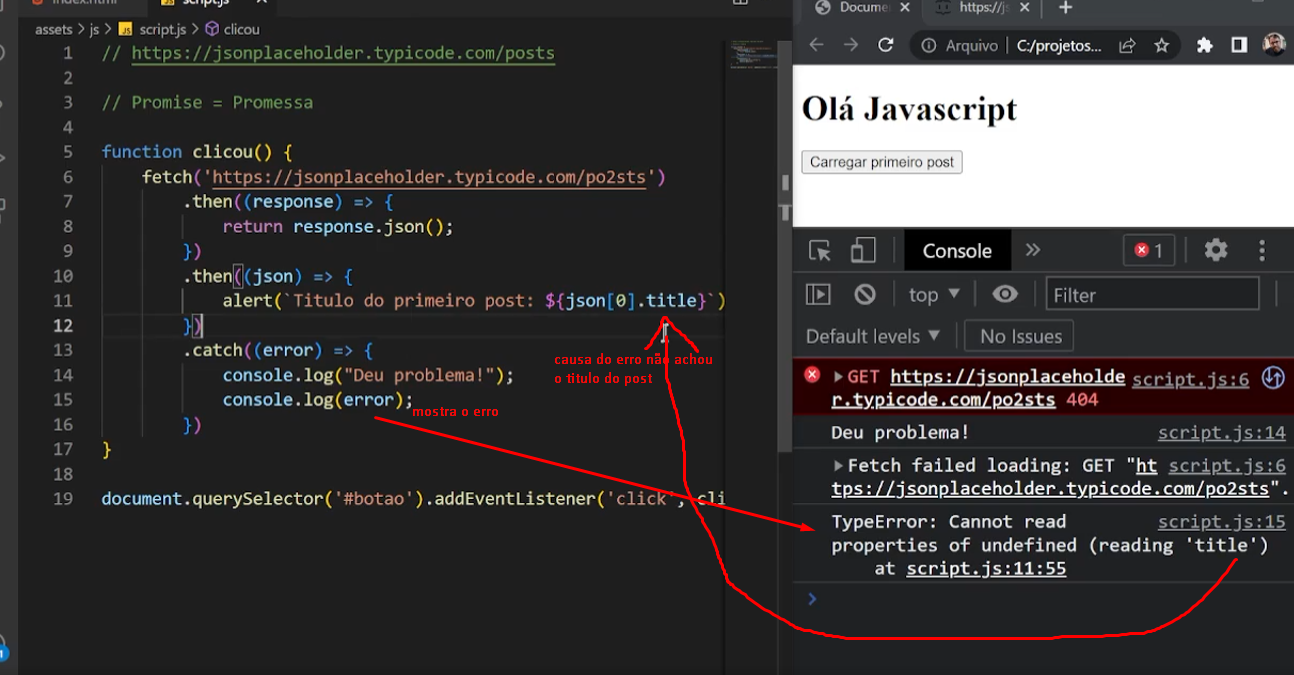 index.html
script.js
assets > js > script.js > clicou
1 // https://jsonplaceholder.typicode.com/posts
2
3 // Promise = Promessa
4
5 function clicou() {
6 fetch('https://jsonplaceholder.typicode.com/po2sts')
7 .then((response) => {
8 return response.json();
9 })
10 .then((json) => {
11 alert(`Titulo do primeiro post: ${json[0].title}`)
12 })
13 .catch((error) => {
14 console.log("Deu problema!");
15 console.log(error);
16 })
17 }
18
19 document.querySelector('#botao').addEventListener('click', cli
causa do erro não achou
o titulo do post
mostra o erro
Docume
https://js
Arquivo
C:/projetos...
Olá Javascript
Carregar primeiro post
Console
1
top
Filter
Default levels
No Issues
GET https://jsonplaceholde script.js:6
r.typicode.com/po2sts 404
Deu problema! script.js:14
Fetch failed loading: GET "ht script.js:6
tps://jsonplaceholder.typicode.com/po2sts".
TypeError: Cannot read script.js:15
properties of undefined (reading 'title')
at script.js:11:55